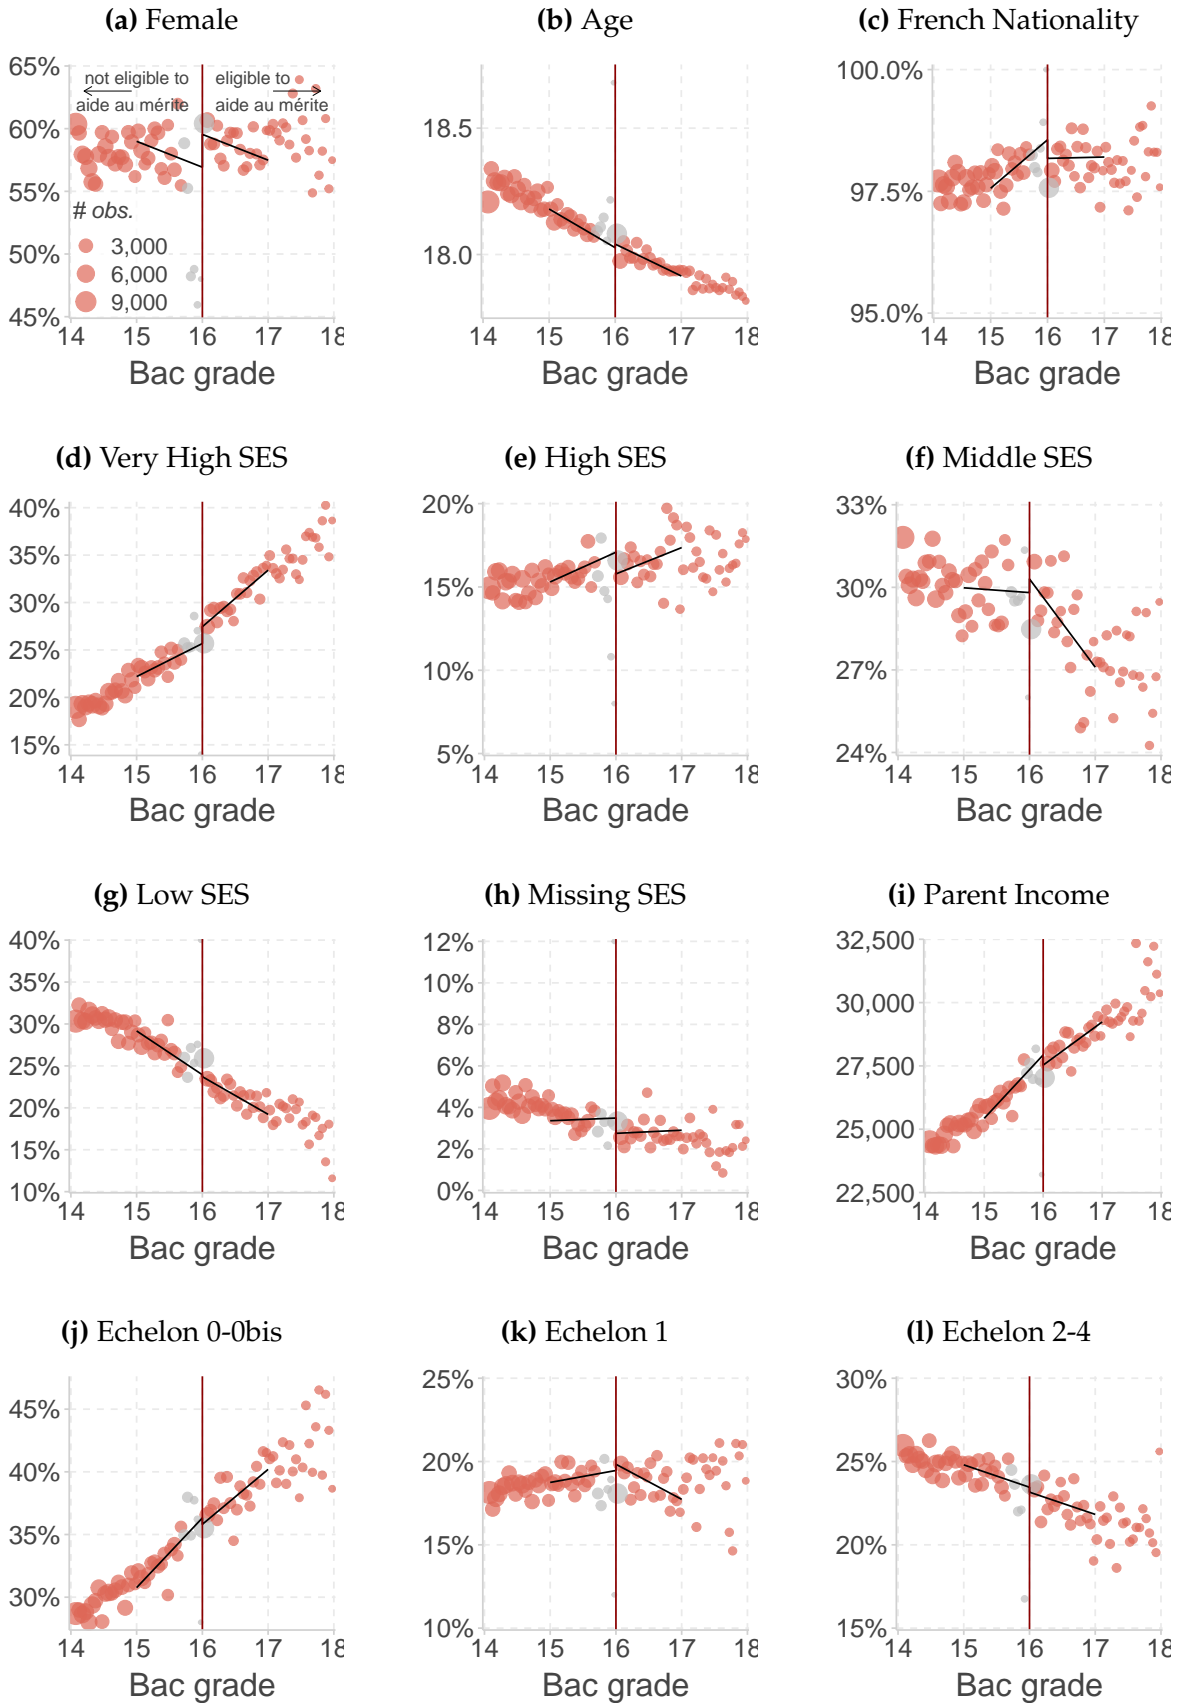 (a) Female
(b) Age
(c) French Nationality
65%
60%
55%
50%
45%
not eligible to
aide au mérite
eligible to
aide au mérite
# obs.
3,000
6,000
9,000
14 15 16 17 18
Bac grade
18.5
18.0
14 15 16 17 18
Bac grade
100.0%
97.5%
95.0%
14 15 16 17 18
Bac grade
(d) Very High SES
(e) High SES
(f) Middle SES
40%
35%
30%
25%
20%
15%
14 15 16 17 18
Bac grade
20%
15%
10%
5%
14 15 16 17 18
Bac grade
33%
30%
27%
24%
14 15 16 17 18
Bac grade
(g) Low SES
(h) Missing SES
(i) Parent Income
40%
35%
30%
25%
20%
15%
10%
14 15 16 17 18
Bac grade
12%
10%
8%
6%
4%
2%
0%
14 15 16 17 18
Bac grade
32,500
30,000
27,500
25,000
22,500
14 15 16 17 18
Bac grade
(j) Echelon 0-0bis
(k) Echelon 1
(l) Echelon 2-4
45%
40%
35%
30%
14 15 16 17 18
Bac grade
25%
20%
15%
10%
14 15 16 17 18
Bac grade
30%
25%
20%
15%
14 15 16 17 18
Bac grade